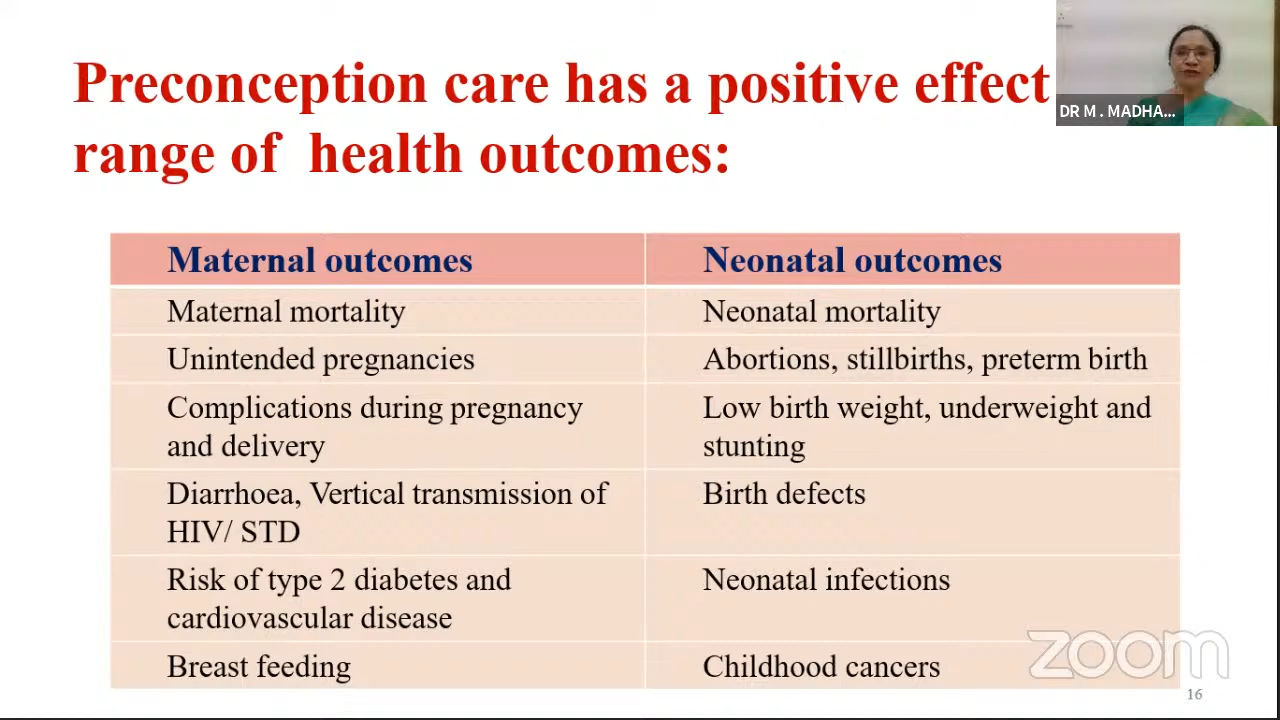 Preconception care has a positive effect
range of health outcomes:
DR M . MADHA...
Maternal outcomes
Neonatal outcomes
Maternal mortality
Neonatal mortality
Unintended pregnancies
Abortions, stillbirths, preterm birth
Complications during pregnancy
and delivery
Low birth weight, underweight and
stunting
Diarrhoea, Vertical transmission of
HIV/ STD
Birth defects
Risk of type 2 diabetes and
cardiovascular disease
Neonatal infections
Breast feeding
Childhood cancers
zoom
16